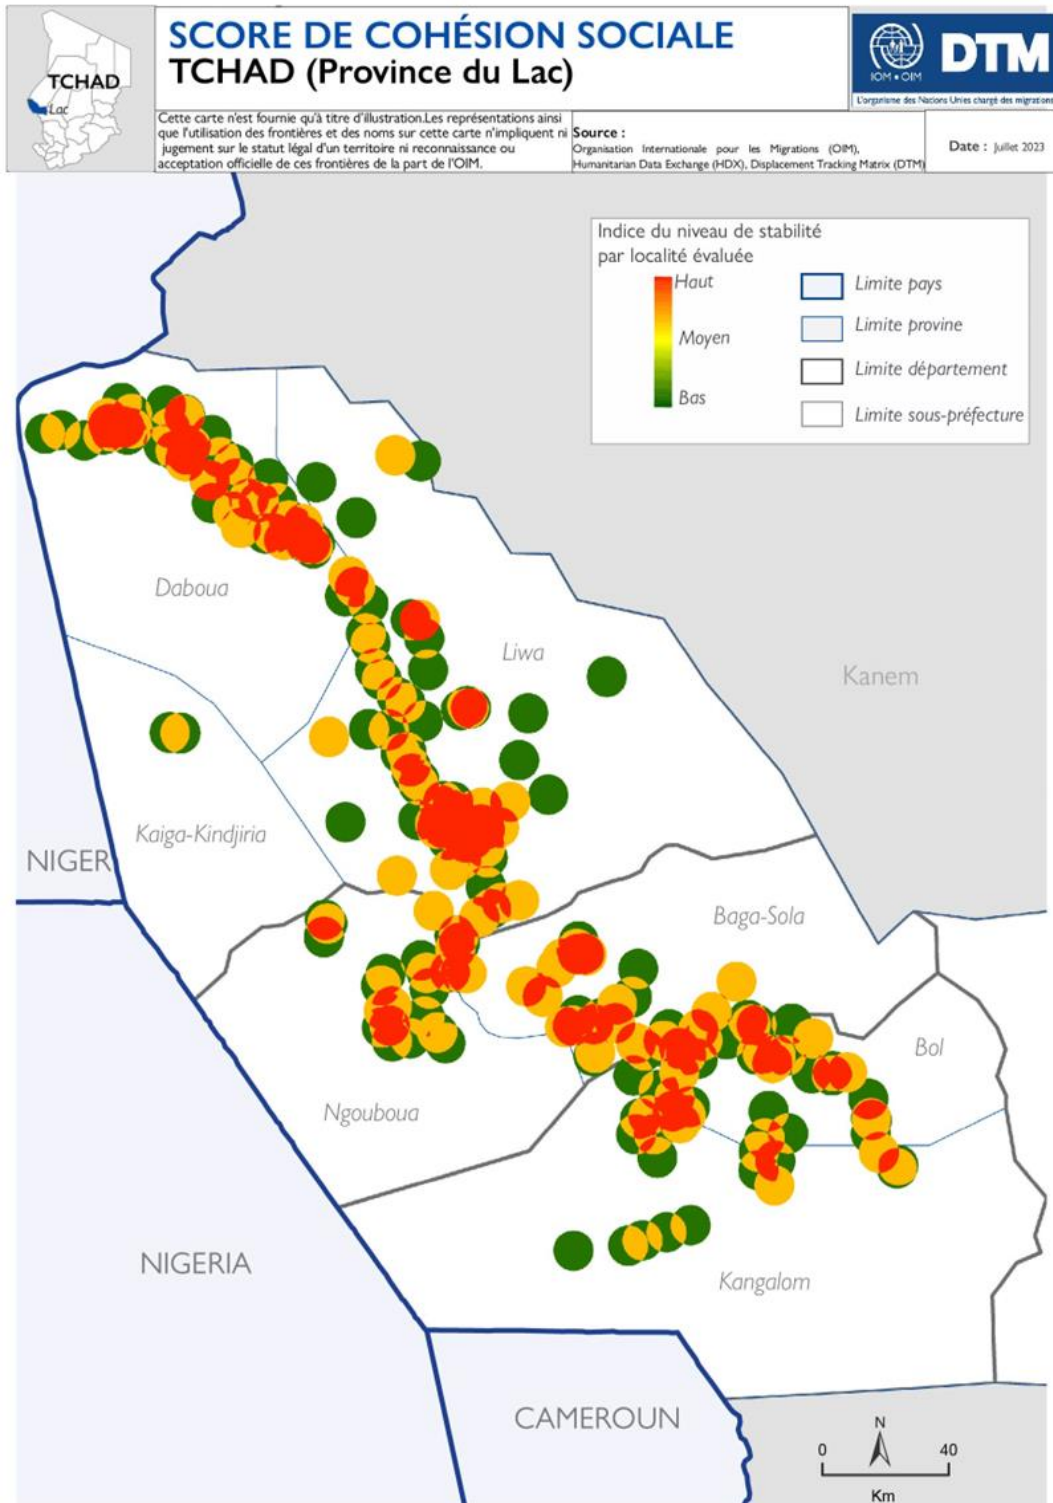 TCHAD
Lac
SCORE DE COHÉSION SOCIALE
TCHAD (Province du Lac)
IOM • OIM
DTM
L'organisme des Nations Unies chargé des migrations
Cette carte n'est fournie qu'à titre d'illustration.Les représentations ainsi
que l'utilisation des frontières et des noms sur cette carte n'impliquent ni
jugement sur le statut légal d'un territoire ni reconnaissance ou
acceptation officielle de ces frontières de la part de l'OIM.
Source :
Organisation Internationale pour les Migrations (OIM),
Humanitarian Data Exchange (HDX), Displacement Tracking Matrix (DTM)
Date : Juillet 2023
Indice du niveau de stabilité
par localité évaluée
Haut
Moyen
Bas
Limite pays
Limite provine
Limite département
Limite sous-préfecture
Daboua
Liwa
Kanem
Kaiga-Kindjiria
NIGER
Baga-Sola
Bol
Ngouboua
NIGERIA
Kangalom
CAMEROUN
N
0 40
Km